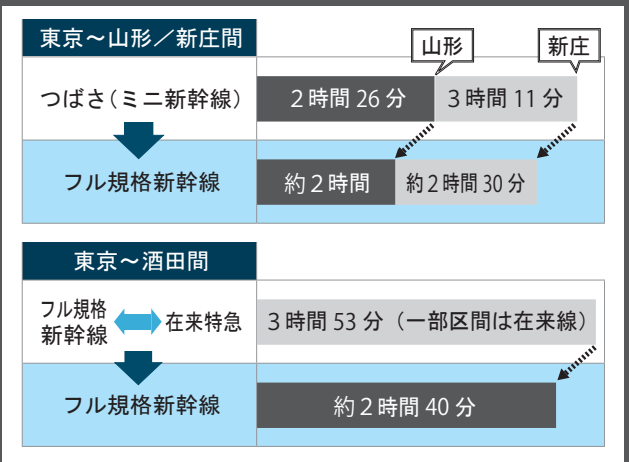 東京～山形／新庄間
山形
新庄
つばさ（ミニ新幹線）
2時間26分
3時間11分
フル規格新幹線
約2時間
約2時間30分
東京～酒田間
フル規格
新幹線
在来特急
3時間53分（一部区間は在来線）
フル規格新幹線
約2時間40分